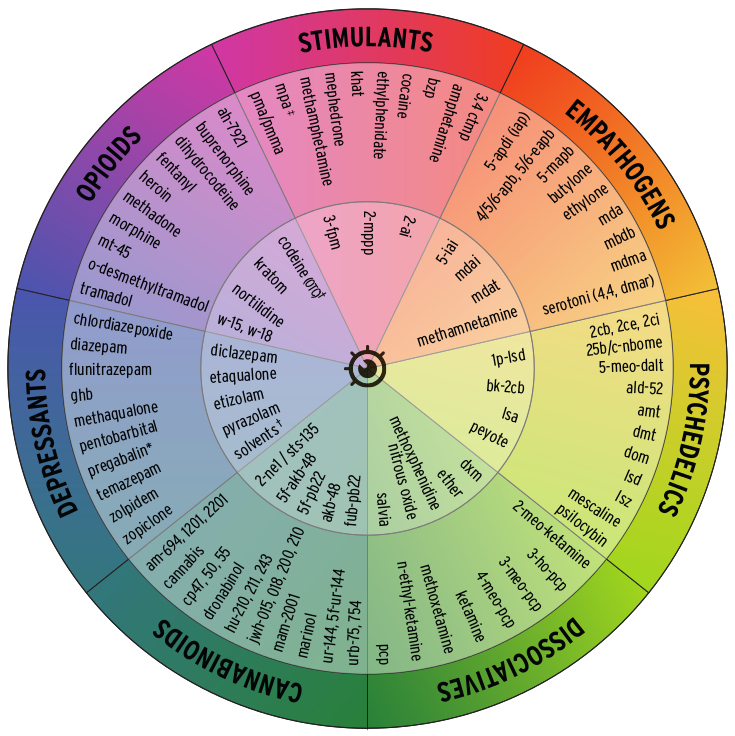 STIMULANTS
pma/pmma
mpa ‡
methamphetamine
mephedrone
khat
ethylphenidate
cocaine
bzp
amphetamine
3,4 ctmp
3-fpm
2-mppp
2-ai
EMPATHOGENS
5-apdi (iap)
4/5/6-apb, 5/6-eapb
5-mapb
butylone
ethylone
mda
mbdb
mdma
serotoni (4,4, dmar)
5-iai
mdai
mdat
methamnetamine
PSYCHEDELICS
2cb, 2ce, 2ci
25b/c-nbome
5-meo-dalt
ald-52
amt
dmt
dom
lsd
lsz
mescaline
psilocybin
1p-lsd
bk-2cb
lsa
peyote
DISSOCIATIVES
2-meo-ketamine
3-ho-pcp
3-meo-pcp
4-meo-pcp
ketamine
methoxetamine
n-ethyl-ketamine
pcp
dxm
ether
methoxphenidine
nitrous oxide
salvia
CANNABINOIDS
urb-75, 754
ur-144, 5f-ur-144
marinol
mam-2001
jwh-015, 018, 200, 210
hu-210, 211, 243
dronabinol
cp47, 50, 55
cannabis
am-694, 1201, 2201
fub-pb22
akb-48
5f-pb22
5f-akb-48
2-ne1 / sts-135
DEPRESSANTS
chlordiazepoxide
diazepam
flunitrazepam
ghb
methaqualone
pentobarbital
pregabalin*
temazepam
zolpidem
zopiclone
diclazepam
etaqualone
etizolam
pyrazolam
solvents †
OPIOIDS
ah-7921
buprenorphine
dihydrocodeine
fentanyl
heroin
methadone
morphine
mt-45
o-desmethyltramadol
tramadol
codeine (OTC)†
kratom
nortilidine
w-15, w-18